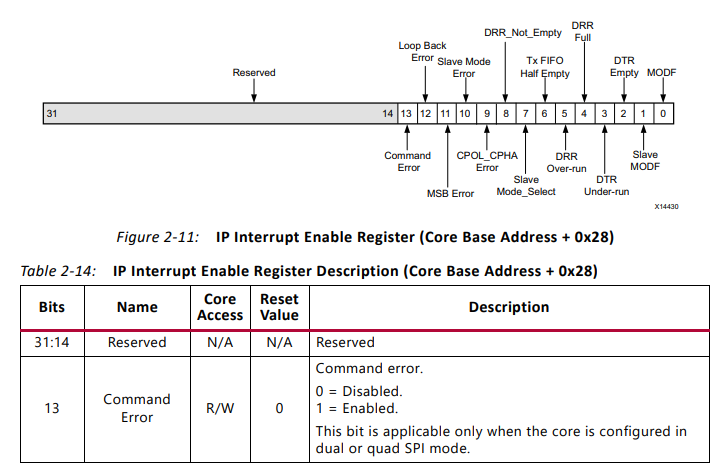 DRR
DRR_Not_Empty Full
Loop Back Slave Mode Tx FIFO DTR
Error Error Half Empty Empty MODF
Reserved
31 14 13 12 11 10 9 8 7 6 5 4 3 2 1 0
Command CPOL_CPHA DRR Slave
Error Error Over-run MODF
MSB Error Slave DTR
Mode_Select Under-run
X14430
Figure 2-11: IP Interrupt Enable Register (Core Base Address + 0x28)
Table 2-14: IP Interrupt Enable Register Description (Core Base Address + 0x28)
Bits Name Core Access Reset Value Description
31:14 Reserved N/A N/A Reserved
13 Command Error R/W 0 Command error.
0 = Disabled.
1 = Enabled.
This bit is applicable only when the core is configured in
dual or quad SPI mode.